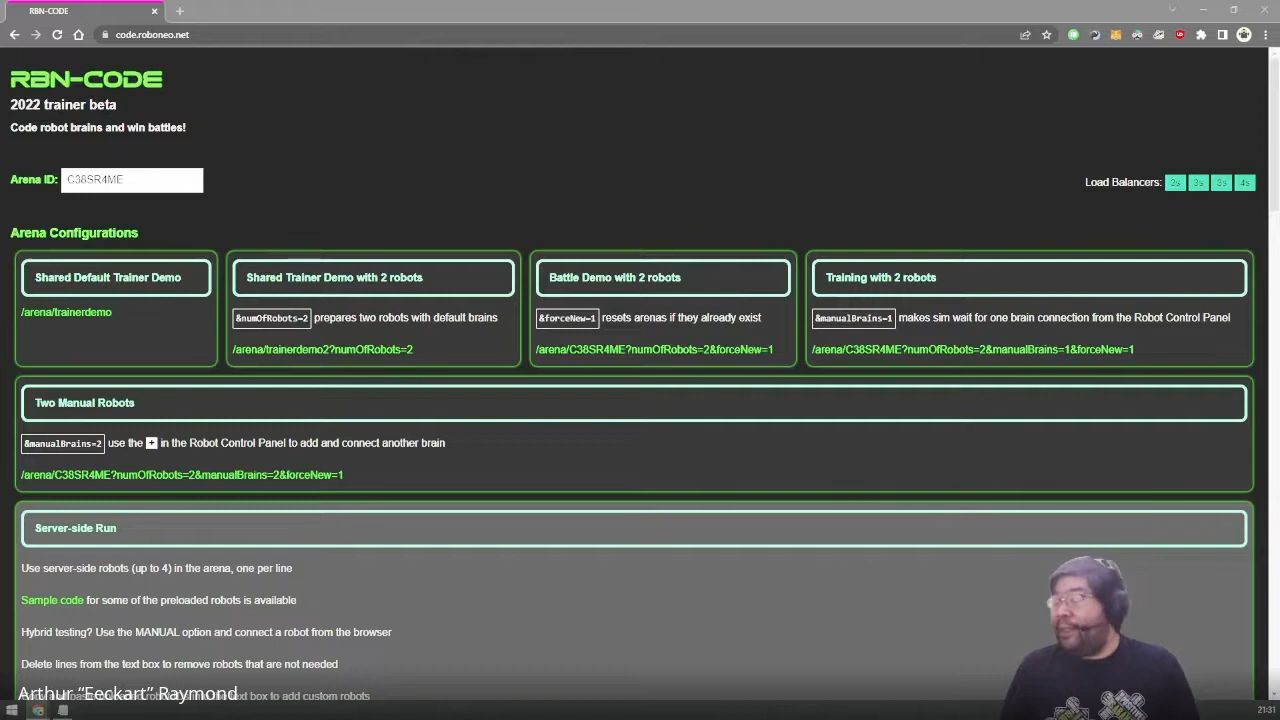 RBN-CODE
code.roboneo.net
RBN-CODE
2022 trainer beta
Code robot brains and win battles!
Arena ID: C38SR4ME
Load Balancers: 2s 3s 3s 4s
Arena Configurations
Shared Default Trainer Demo
/arena/trainerdemo
Shared Trainer Demo with 2 robots
&numOfRobots=2 prepares two robots with default brains
/arena/trainerdemo2?numOfRobots=2
Battle Demo with 2 robots
&forceNew=1 resets arenas if they already exist
/arena/C38SR4ME?numOfRobots=2&forceNew=1
Training with 2 robots
&manualBrains=1 makes sim wait for one brain connection from the Robot Control Panel
/arena/C38SR4ME?numOfRobots=2&manualBrains=1&forceNew=1
Two Manual Robots
&manualBrains=2 use the + in the Robot Control Panel to add and connect another brain
/arena/C38SR4ME?numOfRobots=2&manualBrains=2&forceNew=1
Server-side Run
Use server-side robots (up to 4) in the arena, one per line
Sample code for some of the preloaded robots is available
Hybrid testing? Use the MANUAL option and connect a robot from the browser
Delete lines from the text box to remove robots that are not needed
text box to add custom robots
Arthur “Eeckart” Raymond
21:31